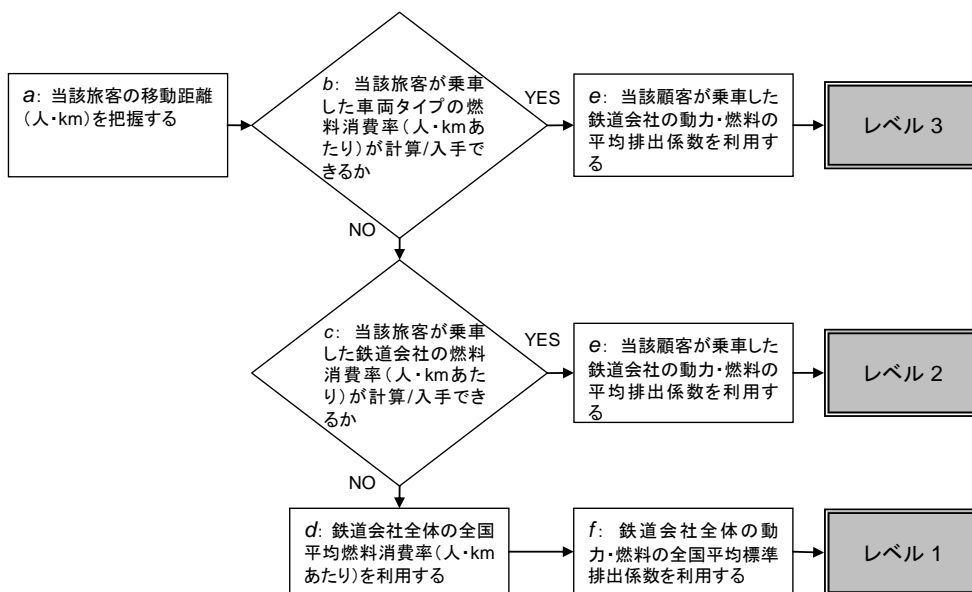 a: 当該旅客の移動距離
(人・km)を把握する
b: 当該旅客が乗車
した車両タイプの燃
料消費率(人・kmあ
たり)が計算/入手で
きるか
YES
e: 当該顧客が乗車した
鉄道会社の動力・燃料の
平均排出係数を利用す
る
レベル 3
NO
c: 当該旅客が乗車
した鉄道会社の燃料
消費率(人・kmあた
り)が計算/入手でき
るか
YES
e: 当該顧客が乗車した
鉄道会社の動力・燃料の
平均排出係数を利用す
る
レベル 2
NO
d: 鉄道会社全体の全国
平均燃料消費率(人・km
あたり)を利用する
f: 鉄道会社全体の動
力・燃料の全国平均標準
排出係数を利用する
レベル 1